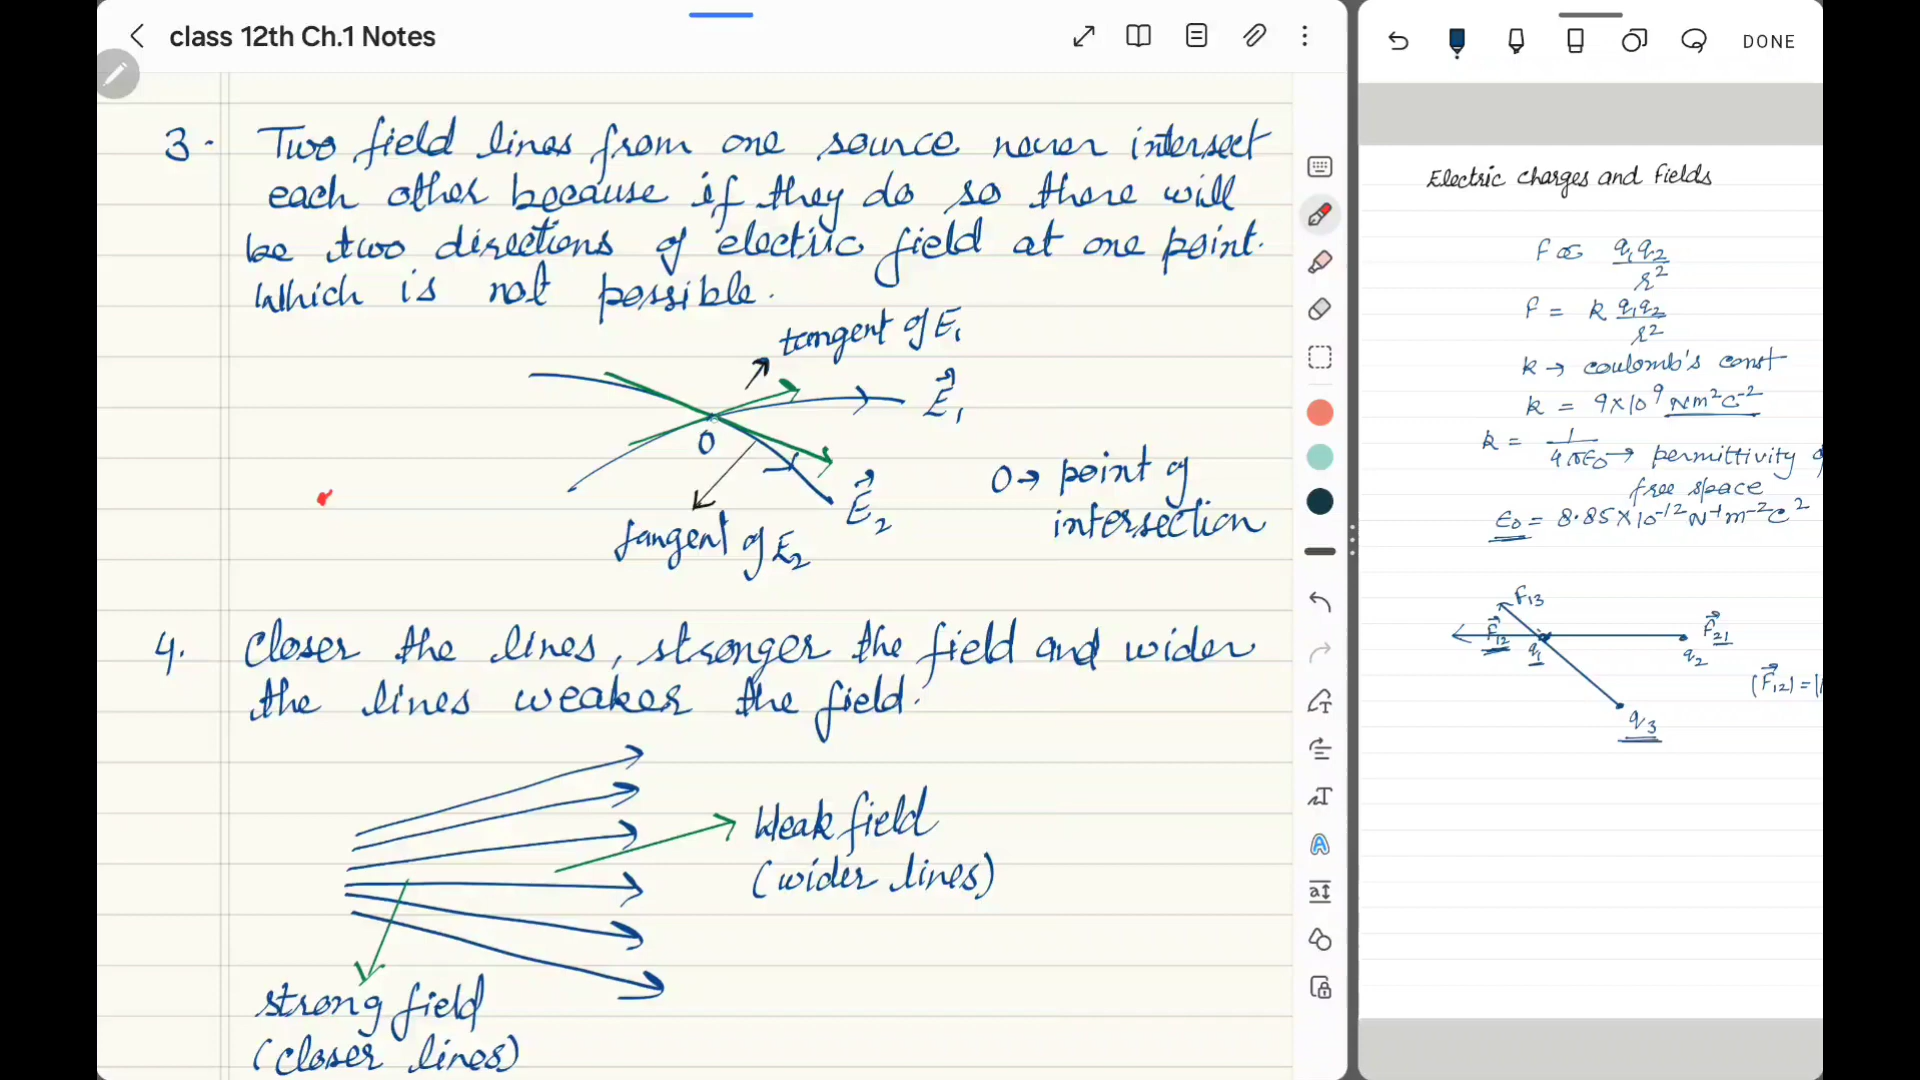 class 12th Ch.1 Notes
3. Two field lines from one source never intersect
each other because if they do so there will
be two directions of electric field at one point.
Which is not possible.
tangent of E₁
E⃗₁
O
E⃗₂
tangent of E₂
O → point of
intersection
4. Closer the lines, stronger the field and wider
the lines weaker the field.
Weak field
(wider lines)
strong field
(closer lines)
DONE
Electric charges and fields
F ∝ q₁q₂/r²
F = k q₁q₂/r²
k → coulomb's const
k = 9×10⁹ Nm²C⁻²
k = 1/4πε₀ → permittivity
free space
ε₀ = 8.85×10⁻¹² N⁻¹m⁻²C²
F₁₃
F⃗₁₂
F⃗₂₁
q₁
q₂
|F⃗₁₂| = |
q₃